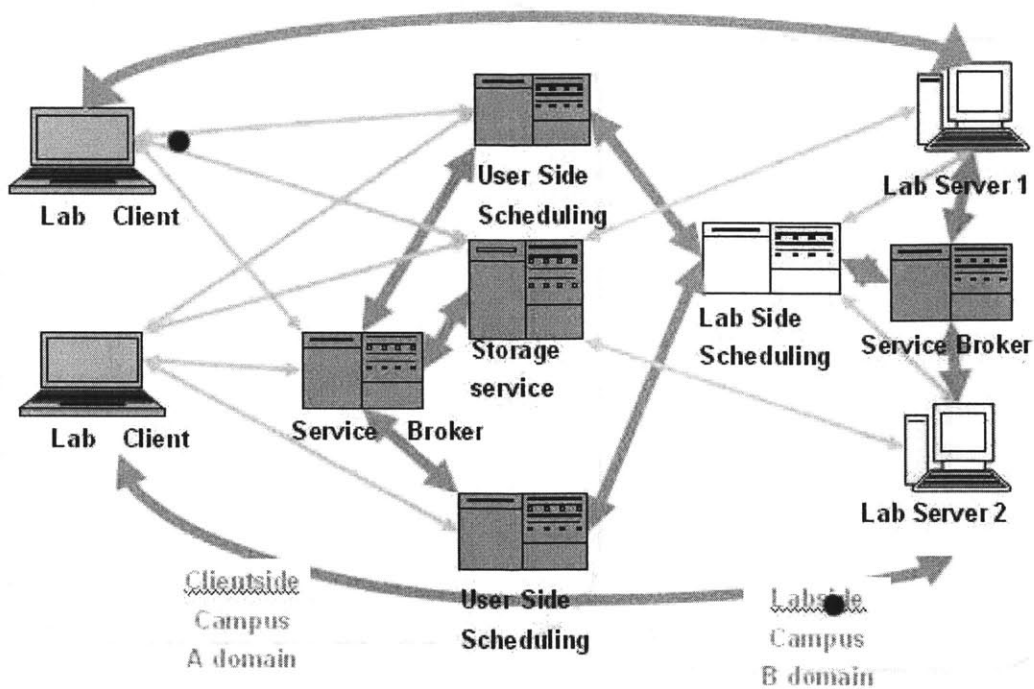 User Side
Scheduling
Lab Client
Lab Server 1
Lab Side
Scheduling
Storage
service
Service Broker
Lab Client
Service Broker
Lab Server 2
User Side
Scheduling
Clientside
Campus
A domain
Labside
Campus
B domain